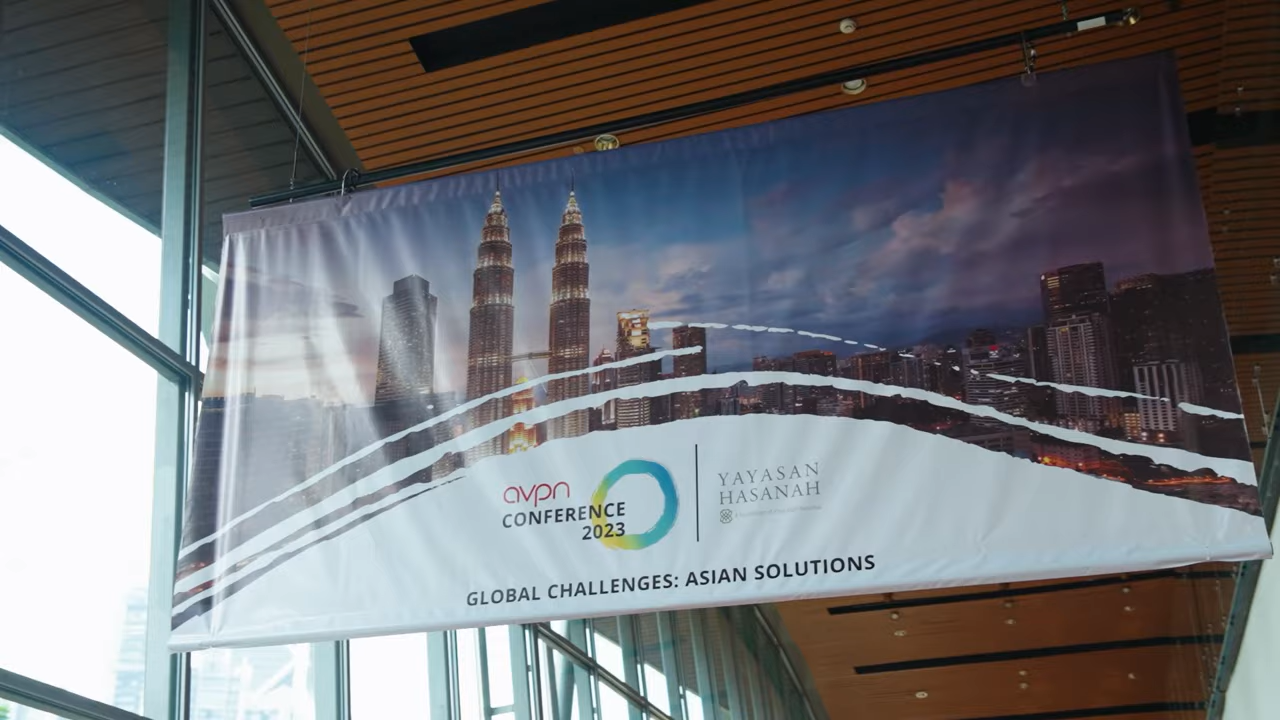 avpn
CONFERENCE
2023
YAYASAN
HASANAH
GLOBAL CHALLENGES: ASIAN SOLUTIONS